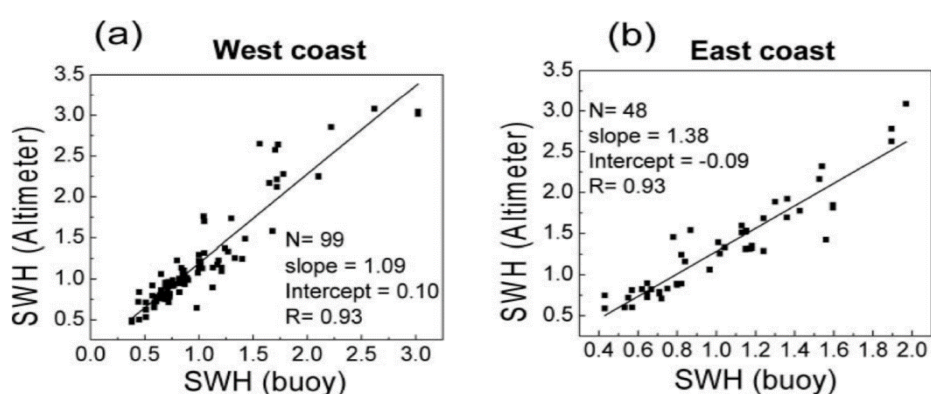 (a)
West coast
SWH (Altimeter)
3.5
3.0
2.5
2.0
1.5
1.0
0.5
N= 99
slope = 1.09
Intercept = 0.10
R= 0.93
0.0 0.5 1.0 1.5 2.0 2.5 3.0
SWH (buoy)
(b)
East coast
SWH (Altimeter)
3.5
3.0
2.5
2.0
1.5
1.0
0.5
N= 48
slope = 1.38
Intercept = -0.09
R= 0.93
0.4 0.6 0.8 1.0 1.2 1.4 1.6 1.8 2.0
SWH (buoy)